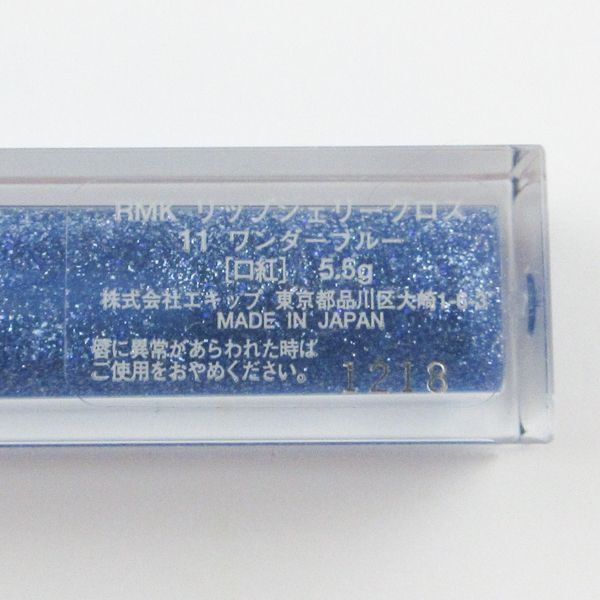 RMK リップジェリーグロス
11 ワンダーブルー
[口紅] 5.5g
株式会社エキップ 東京都品川区大崎1-6-3
MADE IN JAPAN
唇に異常があらわれた時は
ご使用をおやめください。
1218